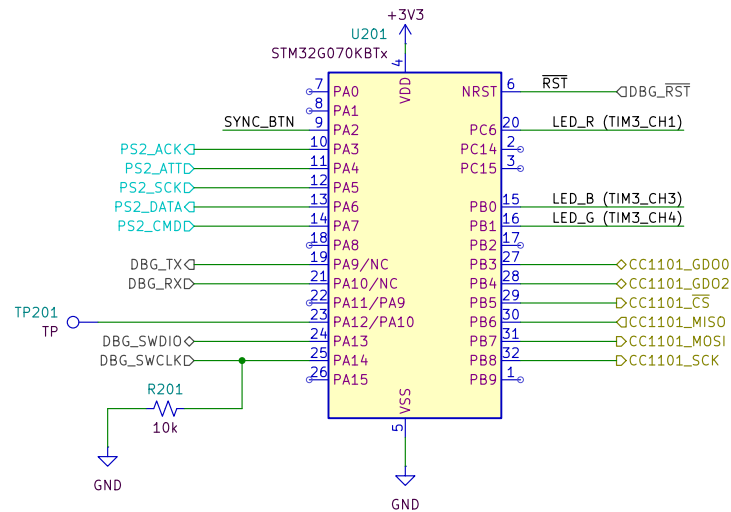 +3V3
U201
STM32G070KBTx
4
VDD
7 PA0
8 PA1
SYNC_BTN 9 PA2
PS2_ACK 10 PA3
PS2_ATT 11 PA4
PS2_SCK 12 PA5
PS2_DATA 13 PA6
PS2_CMD 14 PA7
18 PA8
DBG_TX 19 PA9/NC
DBG_RX 21 PA10/NC
22 PA11/PA9
TP201
TP
23 PA12/PA10
DBG_SWDIO 24 PA13
DBG_SWCLK 25 PA14
26 PA15
R201
10k
GND
NRST 6 RST DBG_RST
PC6 20 LED_R (TIM3_CH1)
PC14 2
PC15 3
PB0 15 LED_B (TIM3_CH3)
PB1 16 LED_G (TIM3_CH4)
PB2 17
PB3 27 CC1101_GDO0
PB4 28 CC1101_GDO2
PB5 29 CC1101_CS
PB6 30 CC1101_MISO
PB7 31 CC1101_MOSI
PB8 32 CC1101_SCK
PB9 1
VSS
5
GND